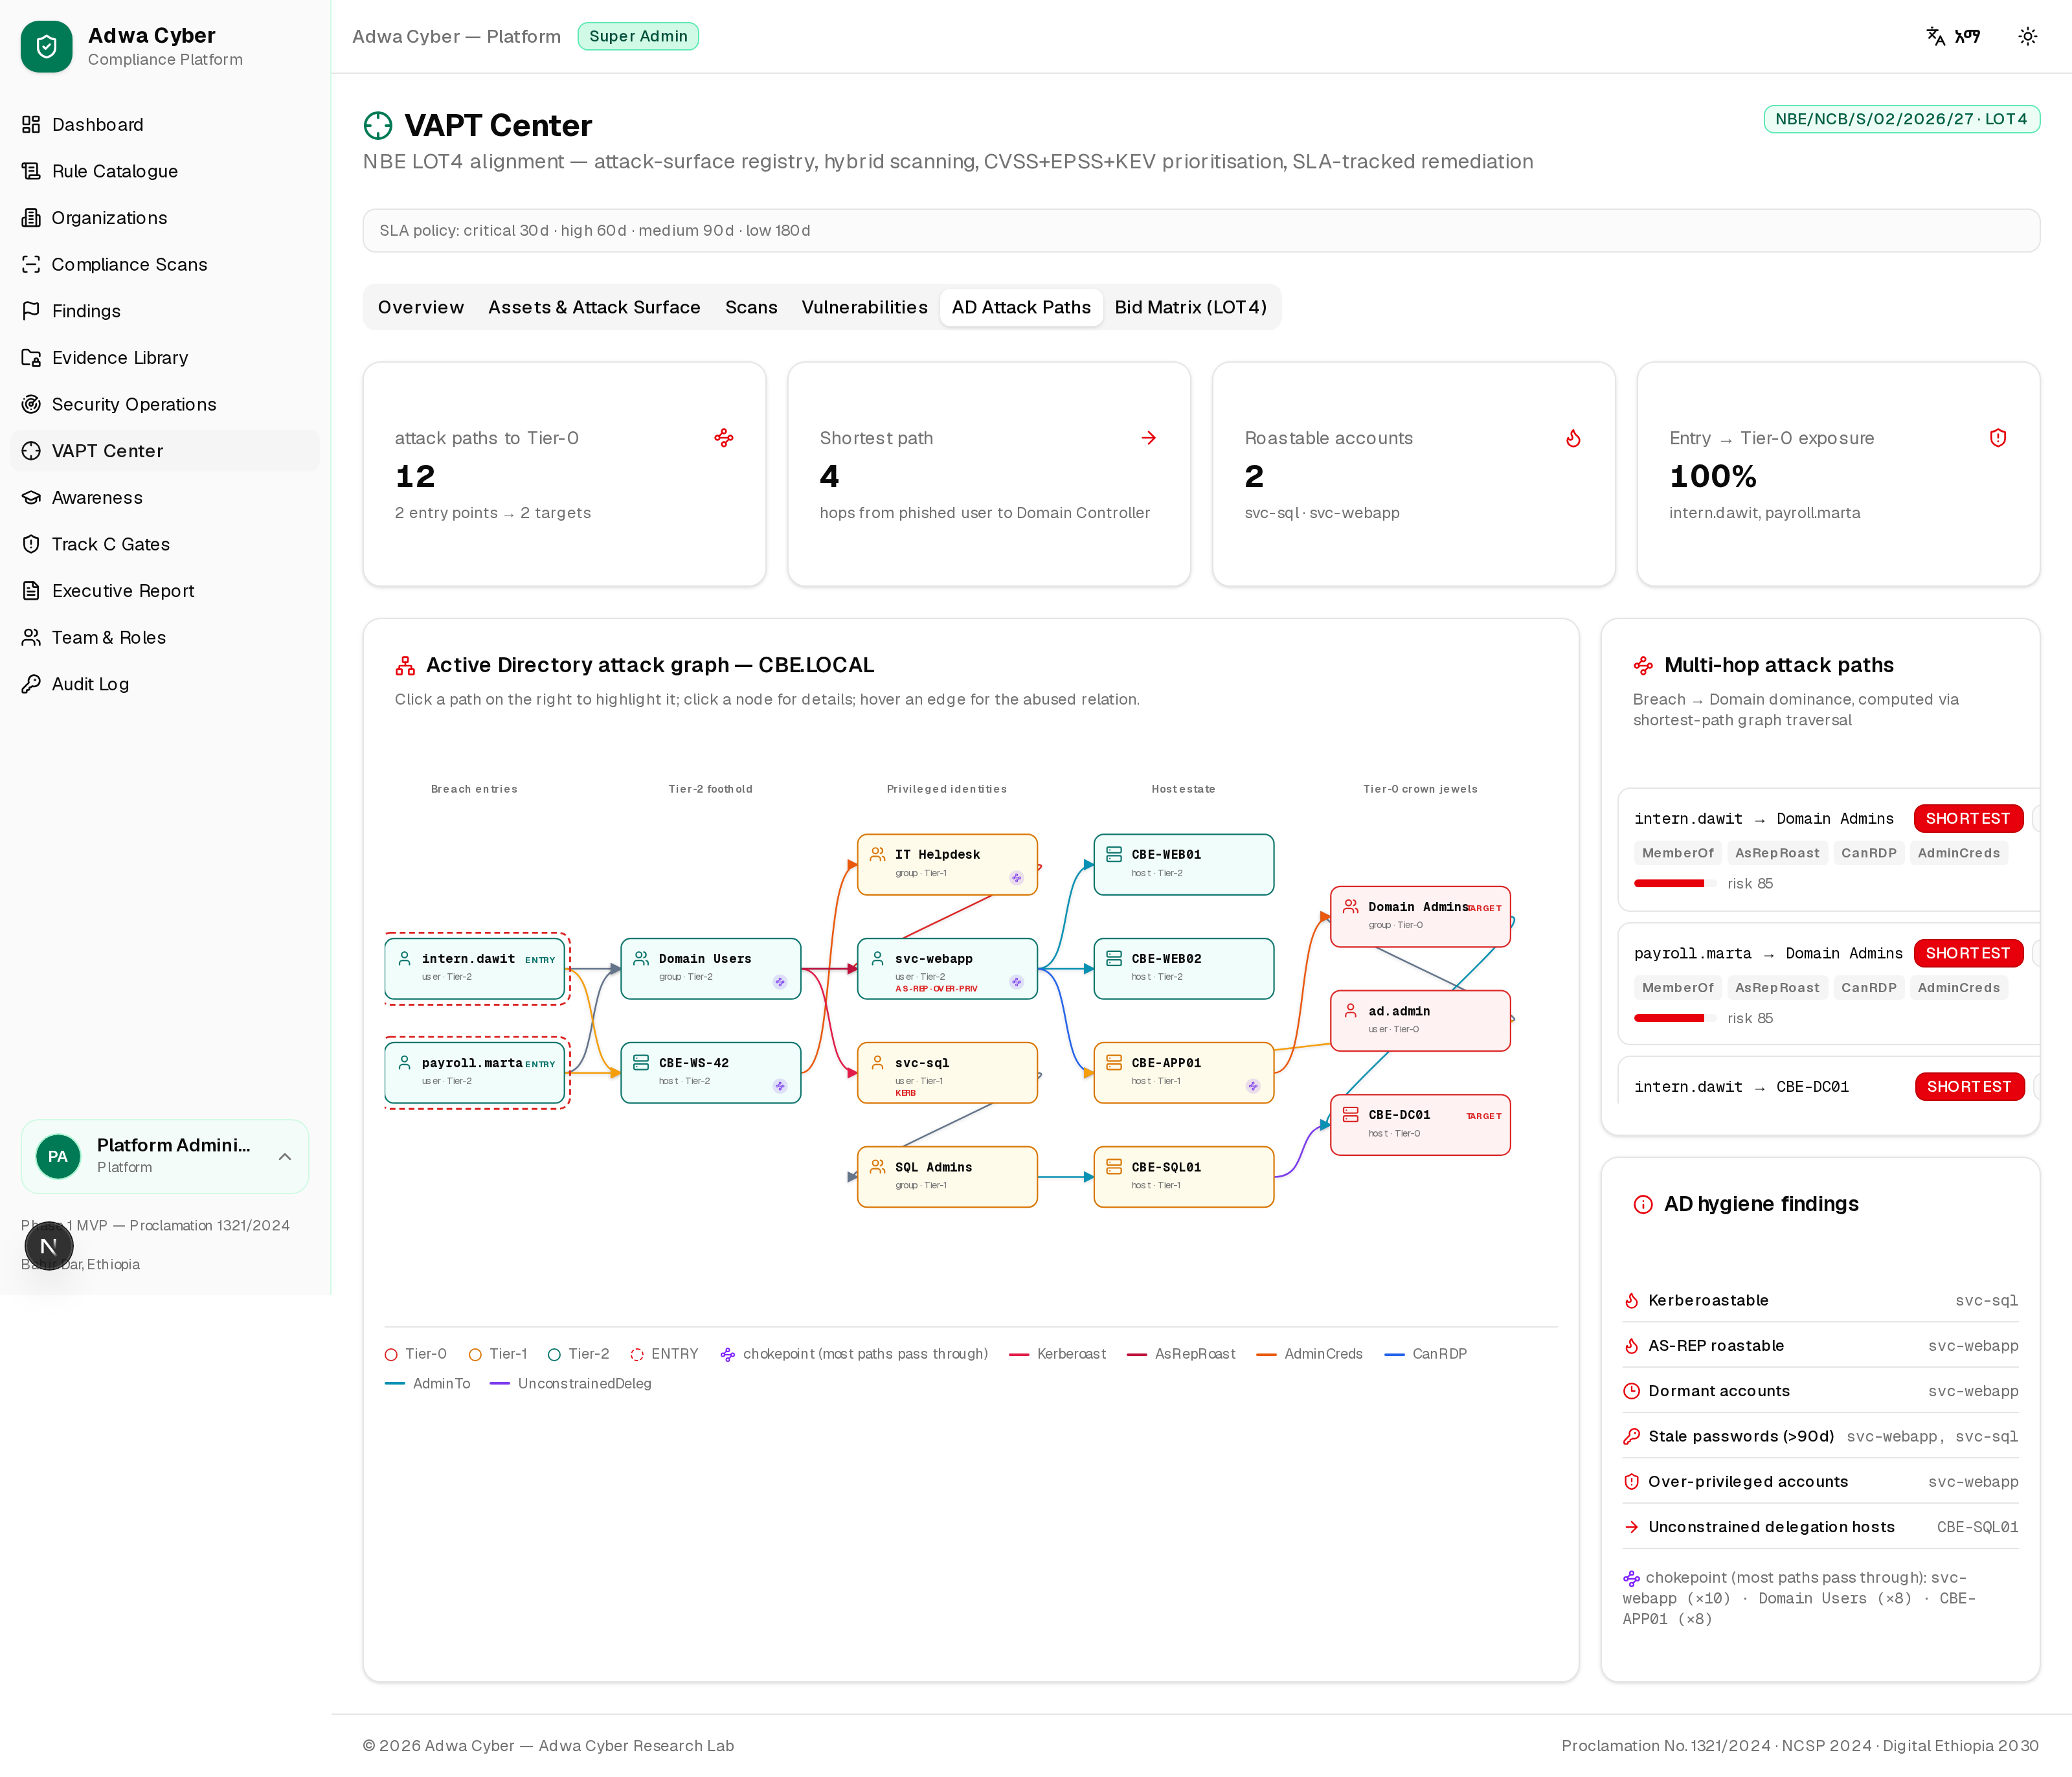 Adwa Cyber
Compliance Platform
Dashboard
Rule Catalogue
Organizations
Compliance Scans
Findings
Evidence Library
Security Operations
VAPT Center
Awareness
Track C Gates
Executive Report
Team & Roles
Audit Log
PA
Platform Admini...
Platform
1 MVP — Proclamation 1321/2024
N
Dar, Ethiopia
Adwa Cyber — Platform
Super Admin
አማ
VAPT Center
NBE/NCB/S/02/2026/27 · LOT4
NBE LOT4 alignment — attack-surface registry, hybrid scanning, CVSS+EPSS+KEV prioritisation, SLA-tracked remediation
SLA policy: critical 30d · high 60d · medium 90d · low 180d
Overview
Assets & Attack Surface
Scans
Vulnerabilities
AD Attack Paths
Bid Matrix (LOT4)
attack paths to Tier-0
12
2 entry points → 2 targets
Shortest path
4
hops from phished user to Domain Controller
Roastable accounts
2
svc-sql · svc-webapp
Entry → Tier-0 exposure
100%
intern.dawit, payroll.marta
Active Directory attack graph — CBE.LOCAL
Click a path on the right to highlight it; click a node for details; hover an edge for the abused relation.
Breach entries
Tier-2 foothold
Privileged identities
Host estate
Tier-0 crown jewels
intern.dawit
ENTRY
user · Tier-2
payroll.marta
ENTRY
user · Tier-2
Domain Users
group · Tier-2
CBE-WS-42
host · Tier-2
IT Helpdesk
group · Tier-1
svc-webapp
user · Tier-2
AS-REP · OVER-PRIV
svc-sql
user · Tier-1
KERB
SQL Admins
group · Tier-1
CBE-WEB01
host · Tier-2
CBE-WEB02
host · Tier-2
CBE-APP01
host · Tier-1
CBE-SQL01
host · Tier-1
Domain Admins
TARGET
group · Tier-0
ad.admin
user · Tier-0
CBE-DC01
TARGET
host · Tier-0
Tier-0
Tier-1
Tier-2
ENTRY
chokepoint (most paths pass through)
Kerberoast
AsRepRoast
AdminCreds
CanRDP
AdminTo
UnconstrainedDeleg
Multi-hop attack paths
Breach → Domain dominance, computed via
shortest-path graph traversal
intern.dawit → Domain Admins
SHORTEST
MemberOf
AsRepRoast
CanRDP
AdminCreds
risk 85
payroll.marta → Domain Admins
SHORTEST
MemberOf
AsRepRoast
CanRDP
AdminCreds
risk 85
intern.dawit → CBE-DC01
SHORTEST
AD hygiene findings
Kerberoastable
svc-sql
AS-REP roastable
svc-webapp
Dormant accounts
svc-webapp
Stale passwords (>90d)
svc-webapp, svc-sql
Over-privileged accounts
svc-webapp
Unconstrained delegation hosts
CBE-SQL01
chokepoint (most paths pass through): svc-
webapp (×10) · Domain Users (×8) · CBE-
APP01 (×8)
© 2026 Adwa Cyber — Adwa Cyber Research Lab
Proclamation No. 1321/2024 · NCSP 2024 · Digital Ethiopia 2030